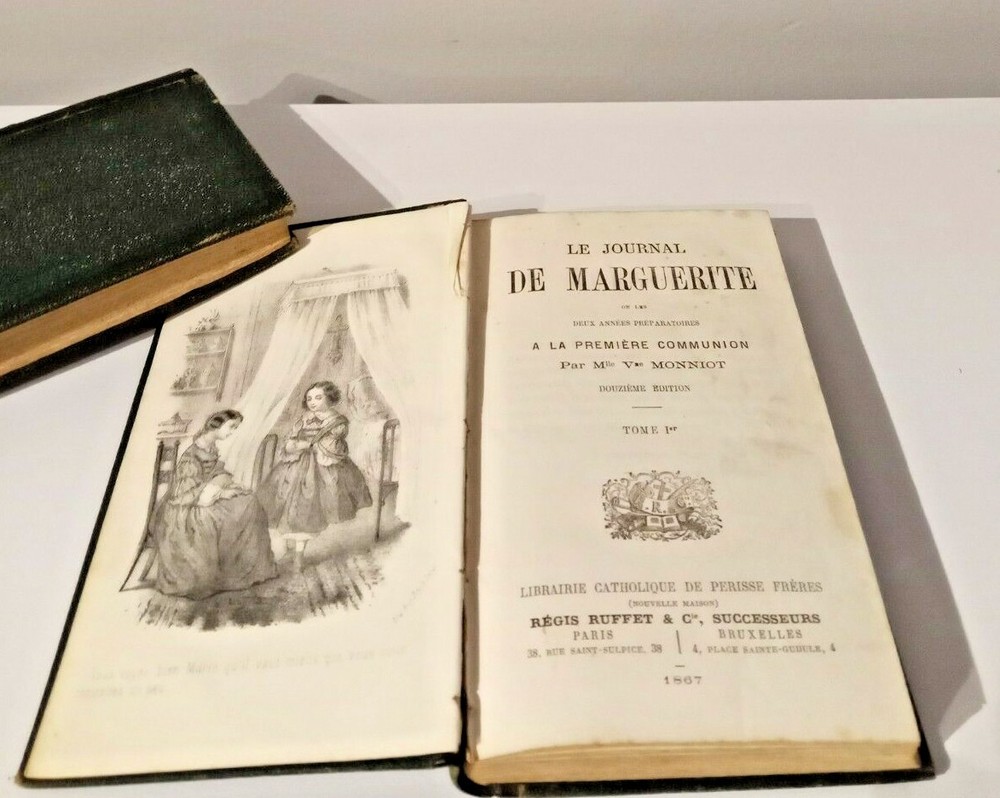 LE JOURNAL
DE MARGUERITE
OU LES
DEUX ANNÉES PRÉPARATOIRES
A LA PREMIÈRE COMMUNION
Par Mlle Vne MONNIOT
DOUZIÈME ÉDITION
TOME Ier
R.
LIBRAIRIE CATHOLIQUE DE PERISSE FRÈRES
(NOUVELLE MAISON)
RÉGIS RUFFET & Cie, SUCCESSEURS
PARIS | BRUXELLES
38, RUE SAINT-SULPICE, 38 | 4, PLACE SAINTE-GUDULE, 4
1867